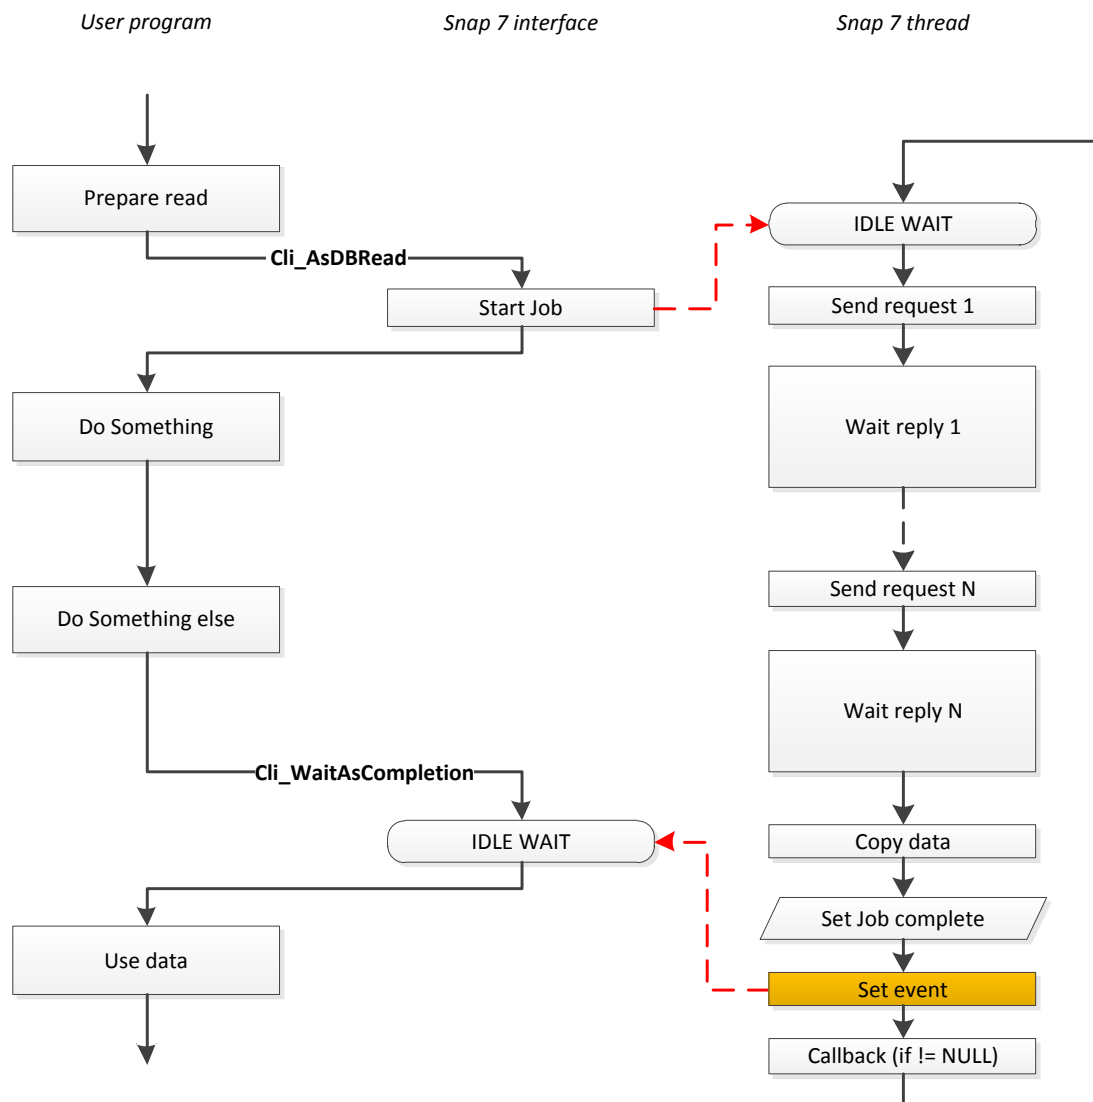 User program
Snap 7 interface
Snap 7 thread
Prepare read
IDLE WAIT
Cli_AsDBRead
Start Job
Send request 1
Do Something
Wait reply 1
Send request N
Do Something else
Wait reply N
Cli_WaitAsCompletion
IDLE WAIT
Copy data
Set Job complete
Use data
Set event
Callback (if != NULL)